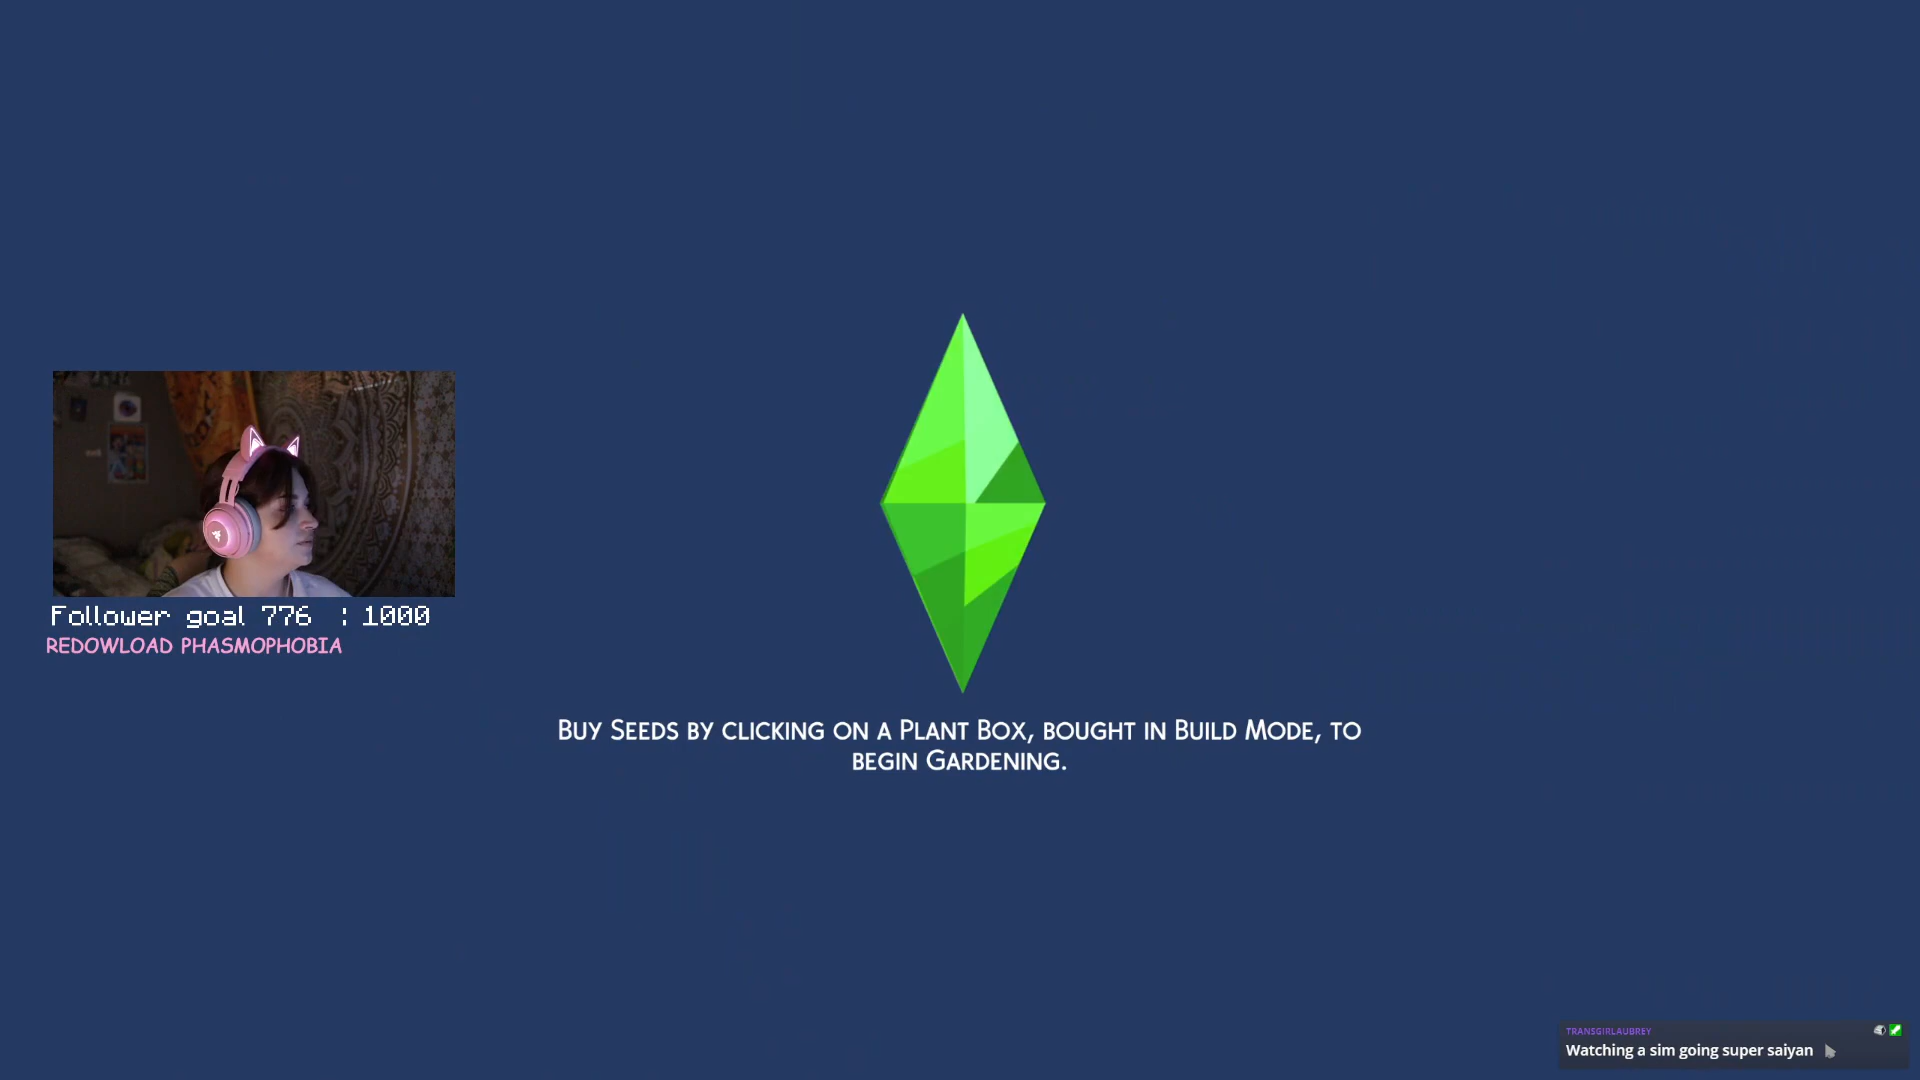 Follower goal 776 : 1000
REDOWLOAD PHASMOPHOBIA
BUY SEEDS BY CLICKING ON A PLANT BOX, BOUGHT IN BUILD MODE, TO
BEGIN GARDENING.
TRANSGIRLAUBREY
Watching a sim going super saiyan